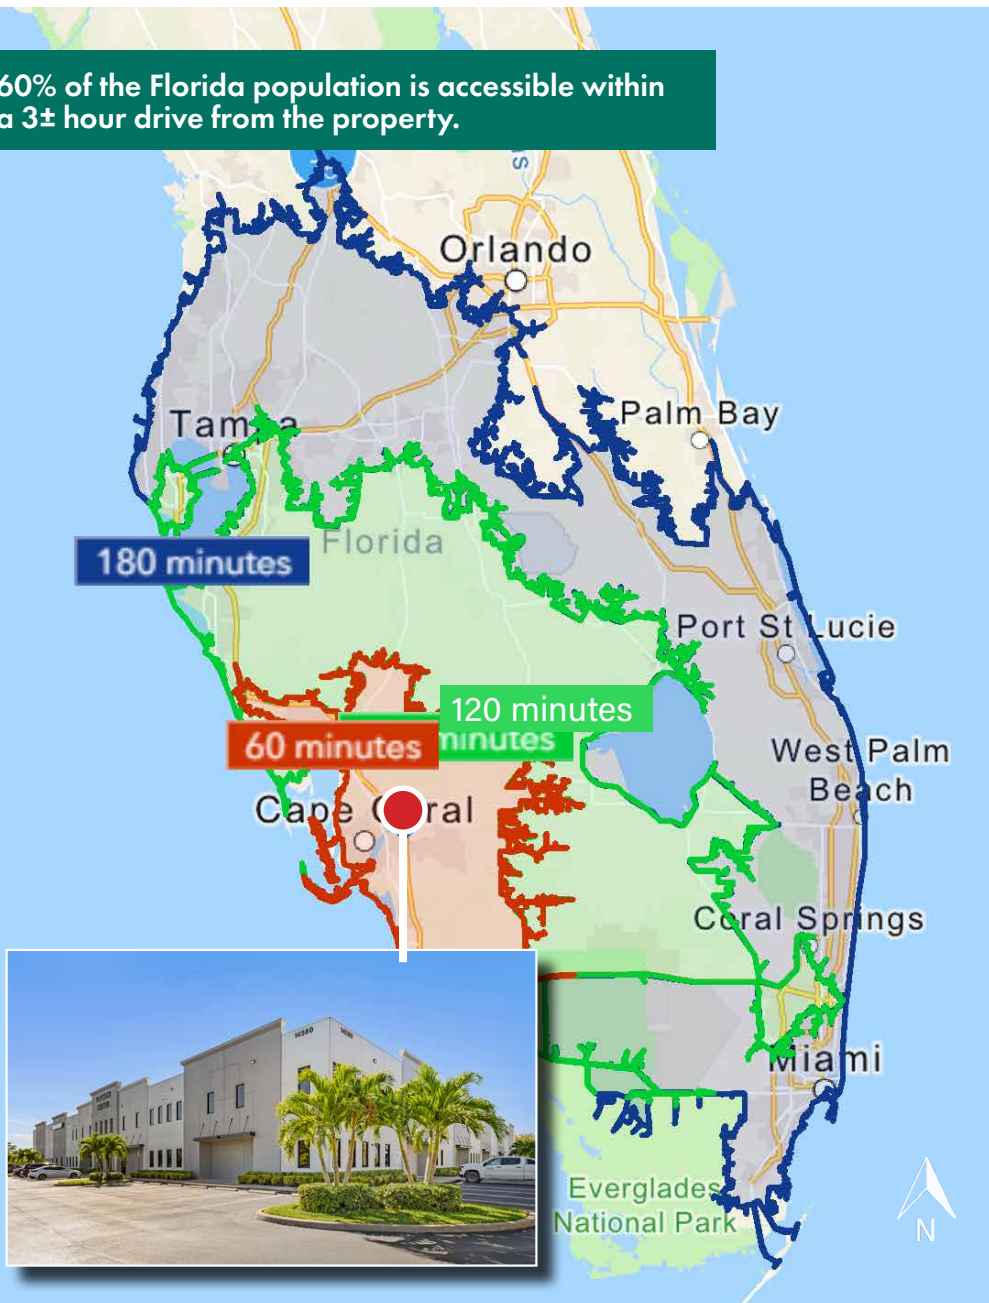 60% of the Florida population is accessible within
a 3± hour drive from the property.
Orlando
Palm Bay
Tampa
Florida
180 minutes
Port St Lucie
120 minutes
60 minutes
minutes
West Palm
Beach
Cape
Coral Springs
Miami
Everglades
National Park
N
14580